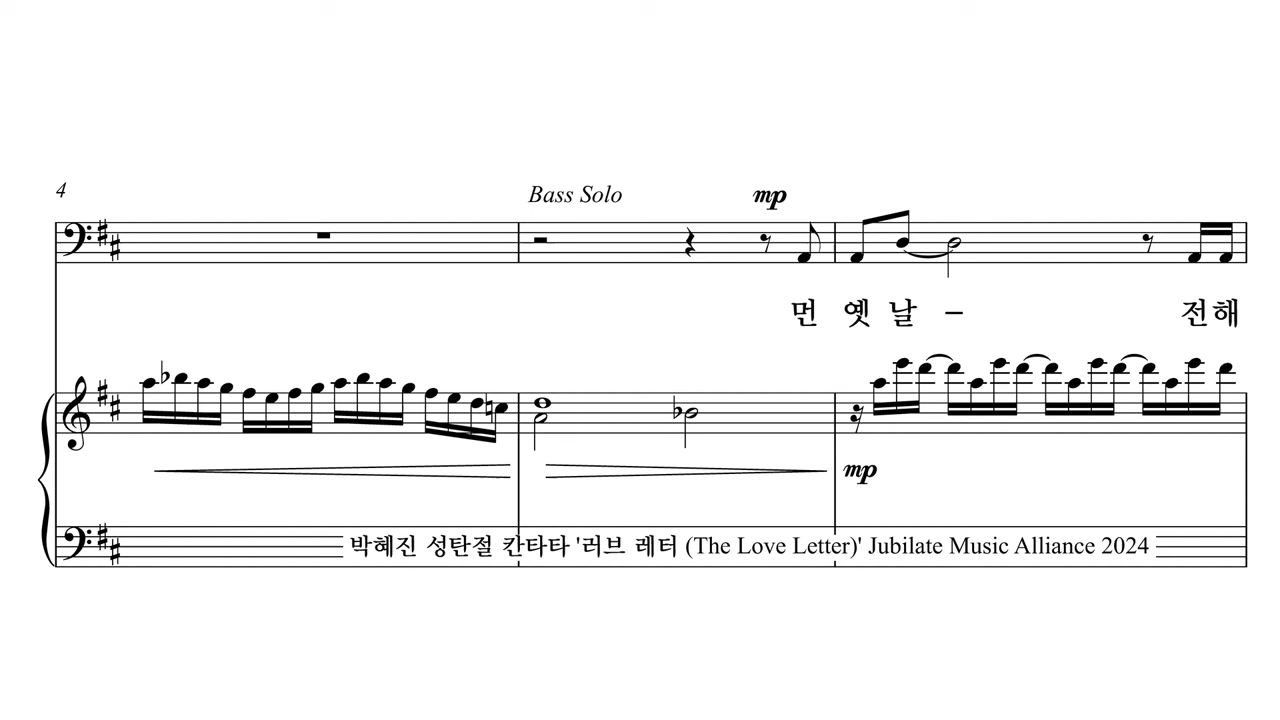 4
Bass Solo
mp
먼 옛 날 – 전해
mp
박혜진 성탄절 칸타타 '러브 레터 (The Love Letter)' Jubilate Music Alliance 2024